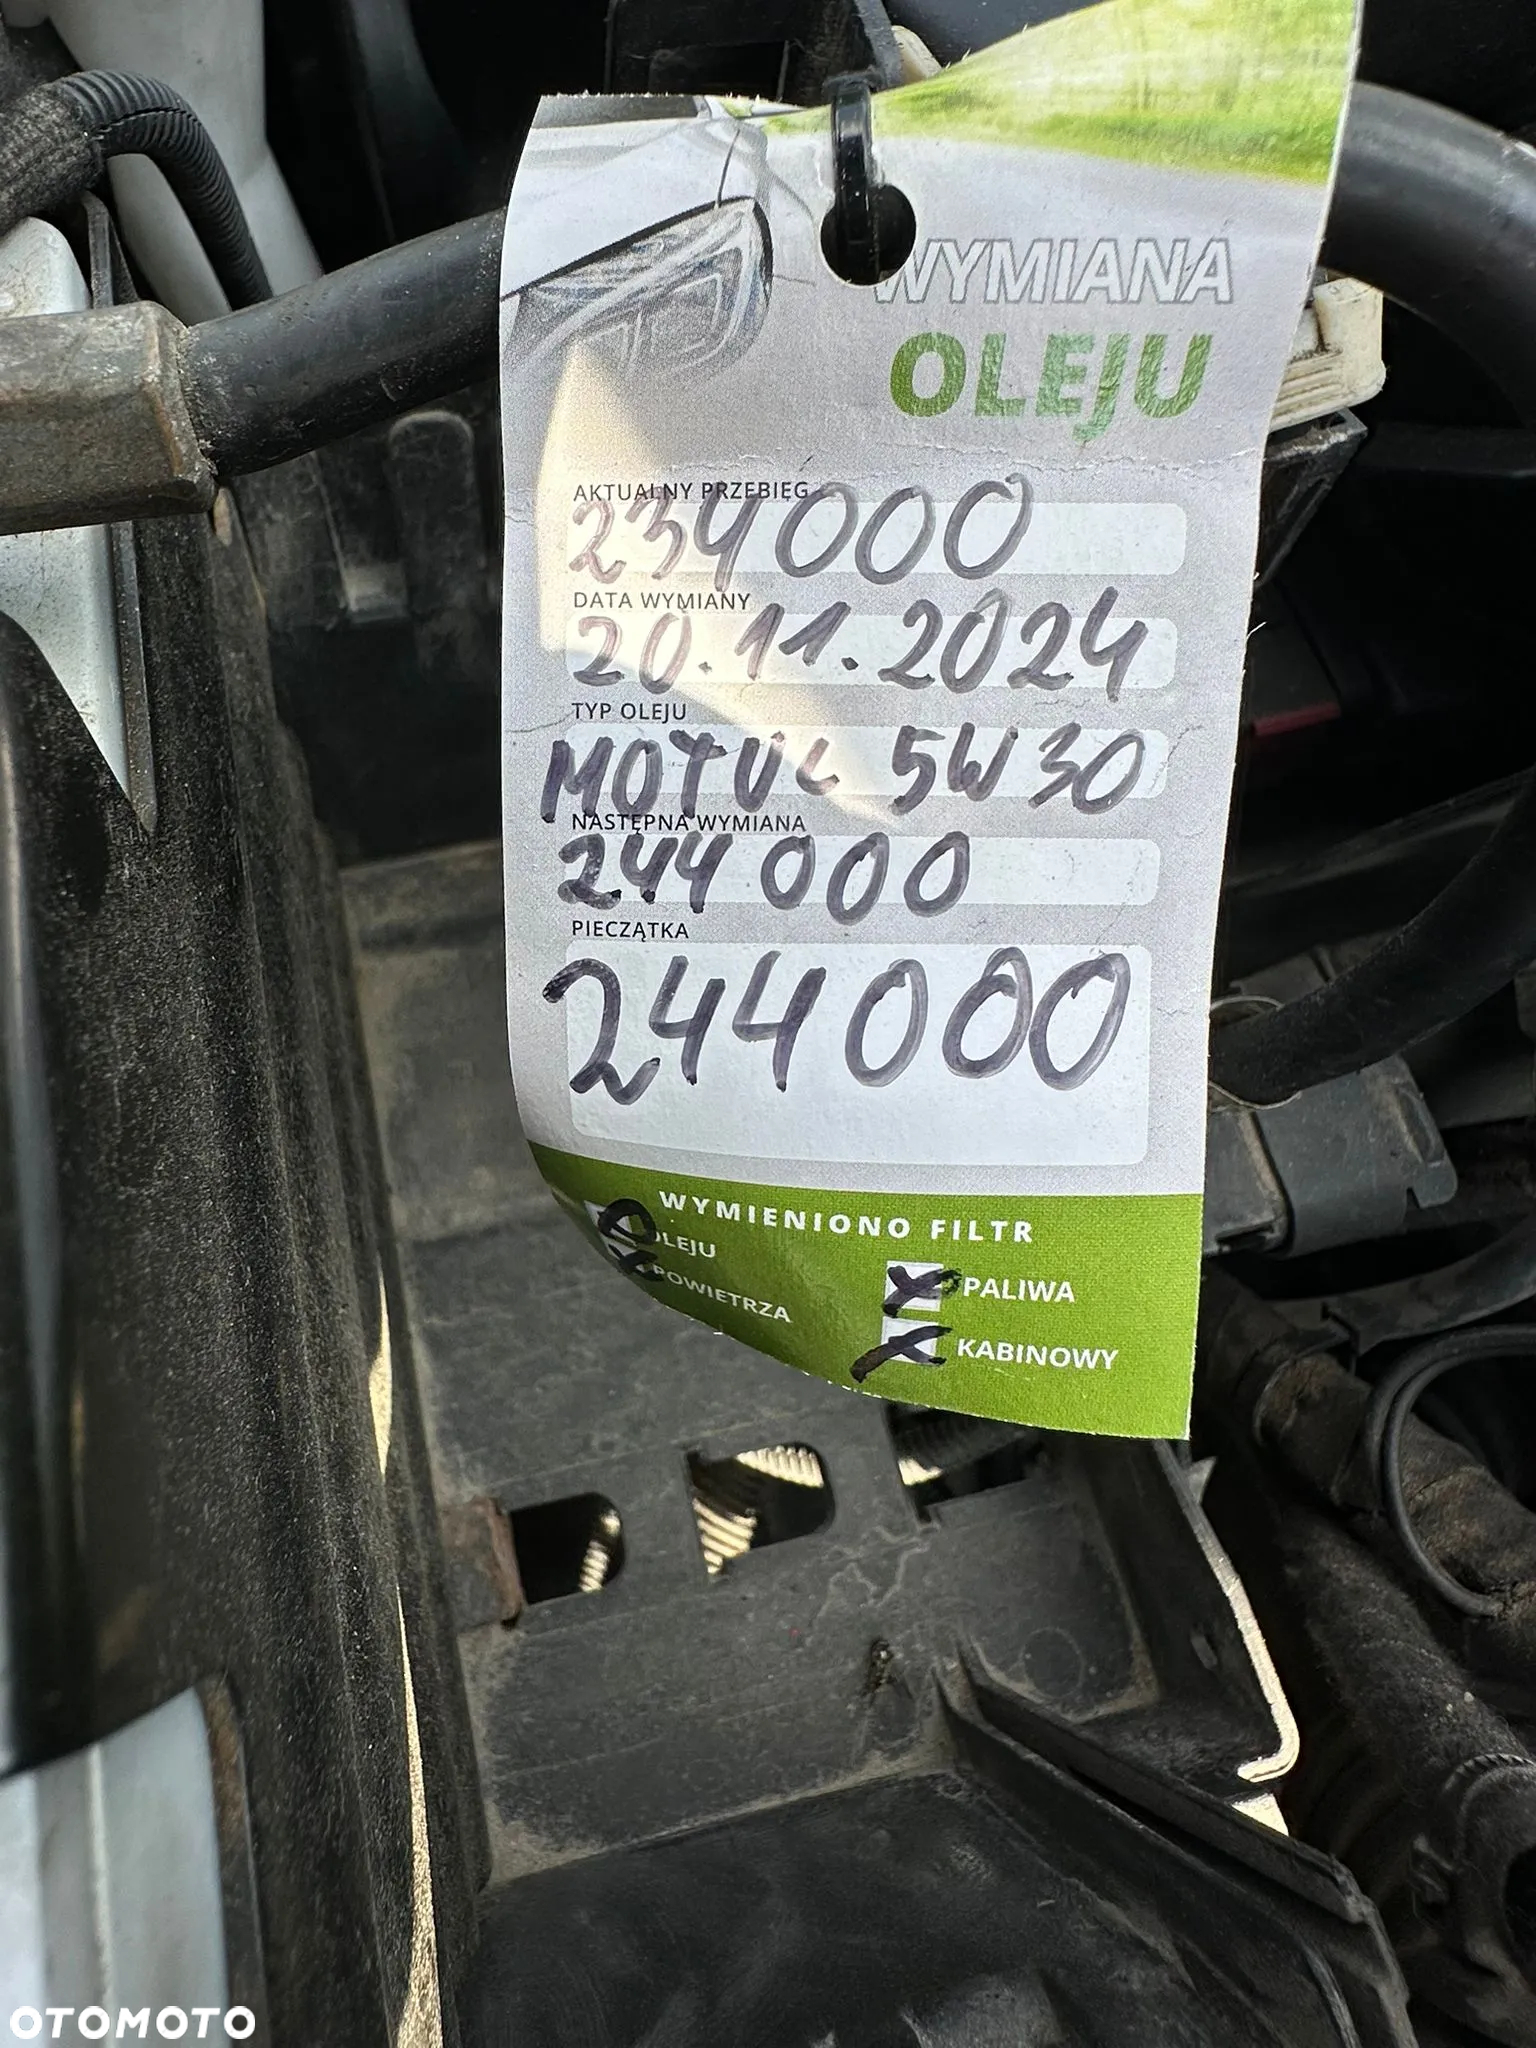 WYMIANA
OLEJU
AKTUALNY PRZEBIEG
234000
DATA WYMIANY
20.11.2024
TYP OLEJU
MOTUL 5W30
NASTĘPNA WYMIANA
244000
PIECZĄTKA
244000
WYMIENIONO FILTR
OLEJU
POWIETRZA
PALIWA
KABINOWY
OTOMOTO